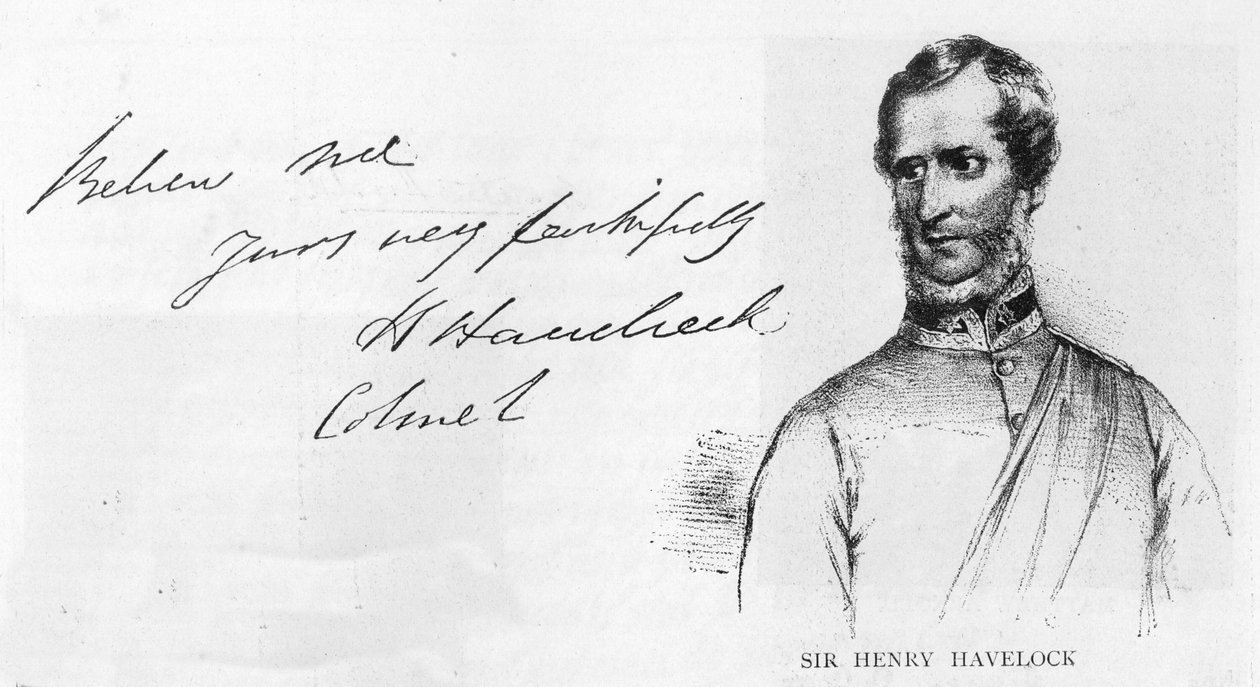 Believe me
Yours very faithfully
H Havelock
Colonel
SIR HENRY HAVELOCK